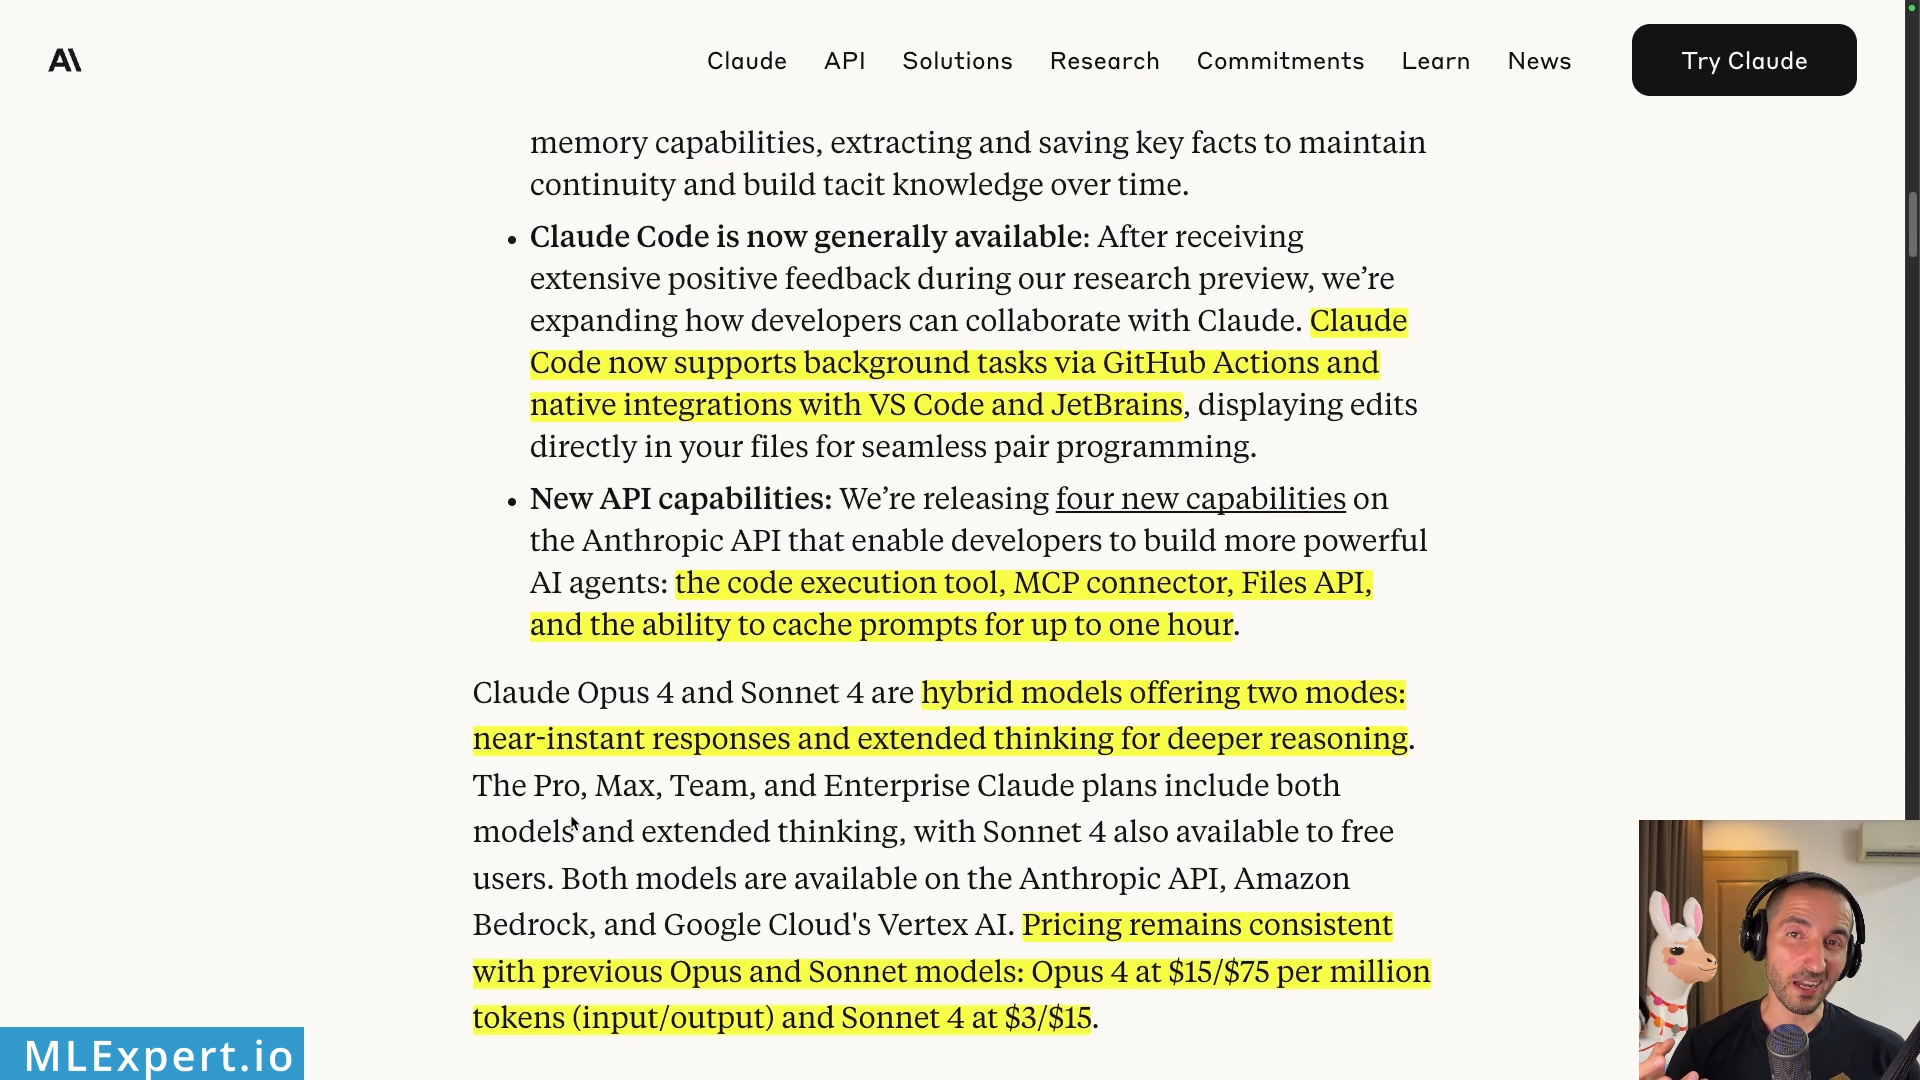 Claude API Solutions Research Commitments Learn News Try Claude
memory capabilities, extracting and saving key facts to maintain
continuity and build tacit knowledge over time.
• Claude Code is now generally available: After receiving
extensive positive feedback during our research preview, we’re
expanding how developers can collaborate with Claude. Claude
Code now supports background tasks via GitHub Actions and
native integrations with VS Code and JetBrains, displaying edits
directly in your files for seamless pair programming.
• New API capabilities: We’re releasing four new capabilities on
the Anthropic API that enable developers to build more powerful
AI agents: the code execution tool, MCP connector, Files API,
and the ability to cache prompts for up to one hour.
Claude Opus 4 and Sonnet 4 are hybrid models offering two modes:
near-instant responses and extended thinking for deeper reasoning.
The Pro, Max, Team, and Enterprise Claude plans include both
models and extended thinking, with Sonnet 4 also available to free
users. Both models are available on the Anthropic API, Amazon
Bedrock, and Google Cloud's Vertex AI. Pricing remains consistent
with previous Opus and Sonnet models: Opus 4 at $15/$75 per million
tokens (input/output) and Sonnet 4 at $3/$15.
MLExpert.io